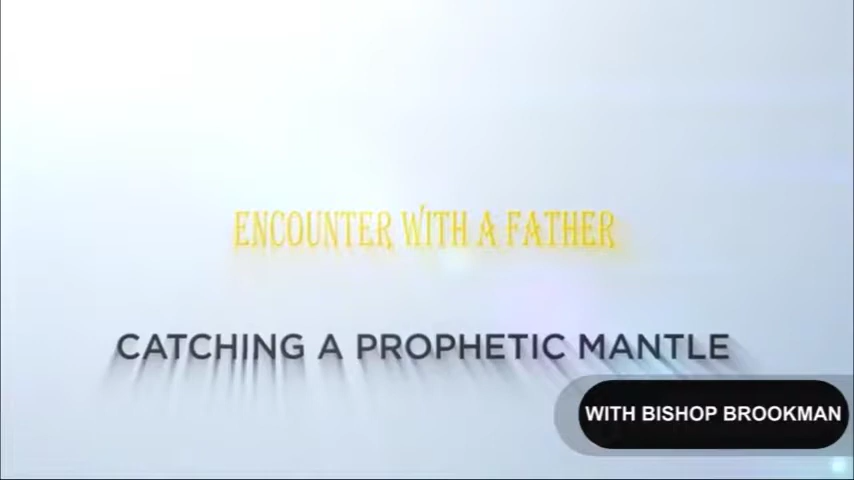 ENCOUNTER WITH A FATHER
CATCHING A PROPHETIC MANTLE
WITH BISHOP BROOKMAN